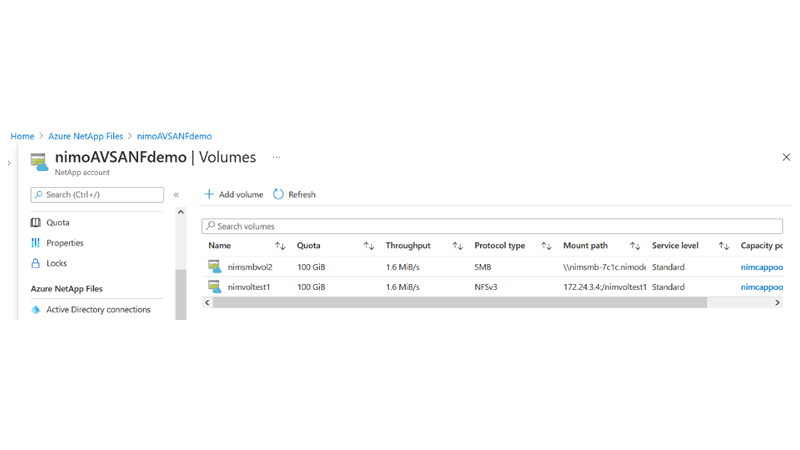 Home > Azure NetApp Files > nimoAVSANFdemo
nimoAVSANFdemo | Volumes ...
NetApp account
Search (Ctrl+/)
Quota
Properties
Locks
Azure NetApp Files
Active Directory connections
Add volume Refresh
Search volumes
Name Quota Throughput Protocol type Mount path Service level Capacity po
nimsmbvol2 100 GiB 1.6 MiB/s SMB \\nimsmb-7c1c.nimod Standard nimcappoo
nimvoltest1 100 GiB 1.6 MiB/s NFSv3 172.24.3.4:/nimvoltest1 Standard nimcappoo